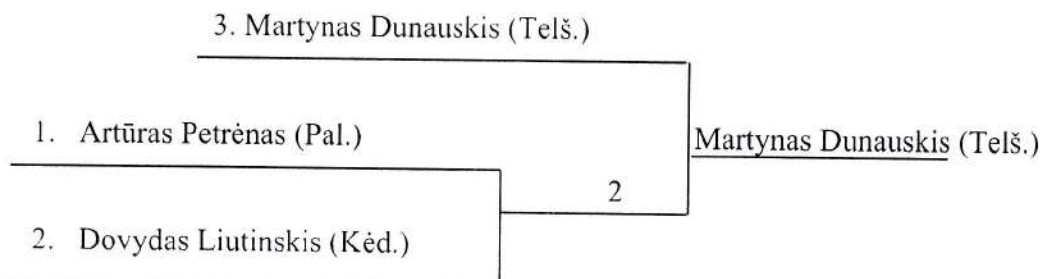 3. Martynas Dunauskis (Telš.)
1. Artūras Petrėnas (Pal.)
Martynas Dunauskis (Telš.)
2
2. Dovydas Liutinskis (Kėd.)